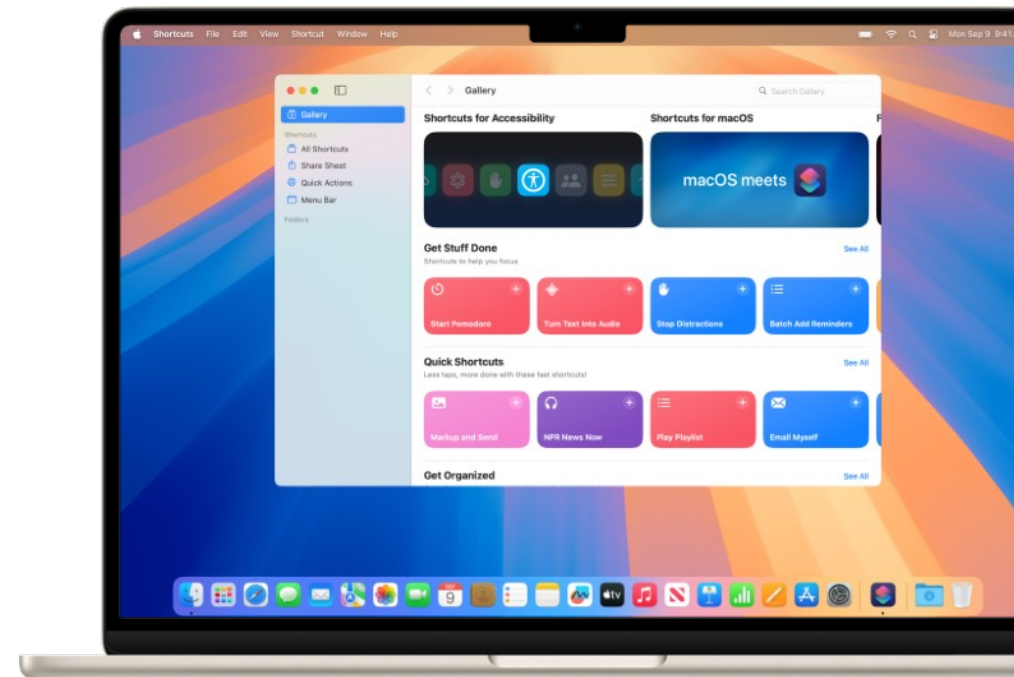 Shortcuts File Edit View Shortcut Window Help
Mon Sep 9 9:41
Gallery
Search Gallery
Gallery
Shortcuts
All Shortcuts
Share Sheet
Quick Actions
Menu Bar
Folders
Shortcuts for Accessibility
Shortcuts for macOS
macOS meets
Get Stuff Done
See All
Shortcuts to help you focus
Start Pomodoro
Turn Text Into Audio
Stop Distractions
Batch Add Reminders
Quick Shortcuts
See All
Less taps, more done with these fast shortcuts!
Markup and Send
NPR News Now
Play Playlist
Email Myself
Get Organized
See All
9
tv